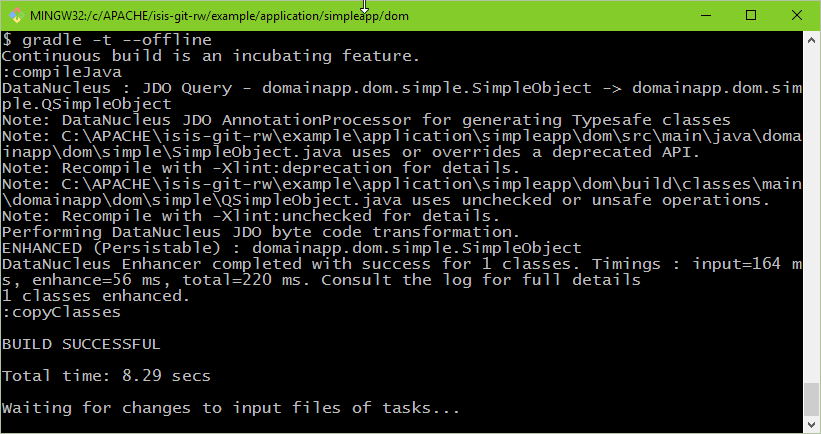 MINGW32:/c/APACHE/isis-git-rw/example/application/simpleapp/dom
$ gradle -t --offline
Continuous build is an incubating feature.
:compileJava
DataNucleus : JDO Query - domainapp.dom.simple.SimpleObject -> domainapp.dom.sim
ple.QSimpleObject
Note: DataNucleus JDO AnnotationProcessor for generating Typesafe classes
Note: C:\APACHE\isis-git-rw\example\application\simpleapp\dom\src\main\java\doma
inapp\dom\simple\SimpleObject.java uses or overrides a deprecated API.
Note: Recompile with -Xlint:deprecation for details.
Note: C:\APACHE\isis-git-rw\example\application\simpleapp\dom\build\classes\main
\domainapp\dom\simple\QSimpleObject.java uses unchecked or unsafe operations.
Note: Recompile with -Xlint:unchecked for details.
Performing DataNucleus JDO byte code transformation.
ENHANCED (Persistable) : domainapp.dom.simple.SimpleObject
DataNucleus Enhancer completed with success for 1 classes. Timings : input=164 m
s, enhance=56 ms, total=220 ms. Consult the log for full details
1 classes enhanced.
:copyClasses
BUILD SUCCESSFUL
Total time: 8.29 secs
Waiting for changes to input files of tasks...